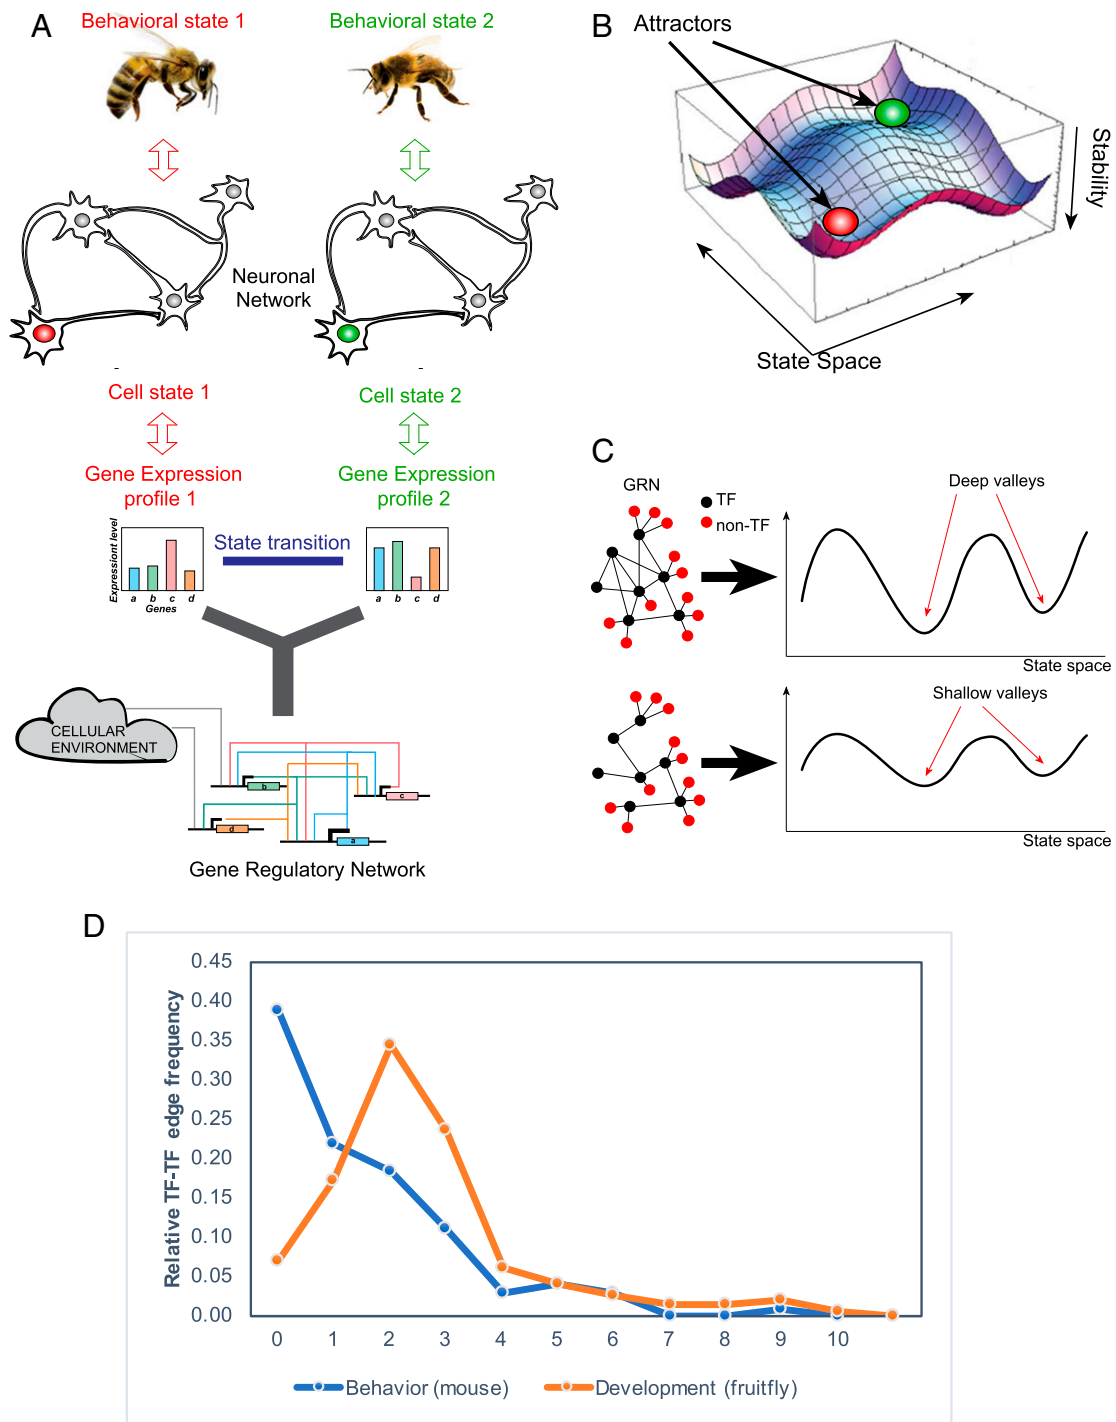 A
Behavioral state 1
Behavioral state 2
Neuronal
Network
Cell state 1
Cell state 2
Gene Expression
profile 1
Gene Expression
profile 2
Expressiont level
a b c d
Genes
State transition
a b c d
CELLULAR
ENVIRONMENT
b
c
d
a
Gene Regulatory Network
B
Attractors
Stability
State Space
C
GRN
TF
non-TF
Deep valleys
State space
Shallow valleys
State space
D
Relative TF-TF edge frequency
0.45
0.40
0.35
0.30
0.25
0.20
0.15
0.10
0.05
0.00
0 1 2 3 4 5 6 7 8 9 10
Behavior (mouse)
Development (fruitfly)